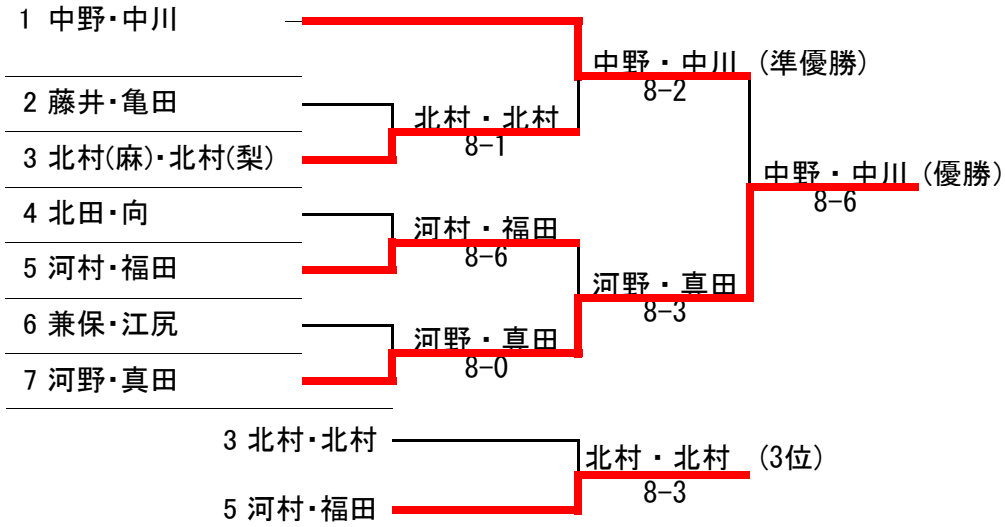 1 中野・中川
中野・中川 (準優勝)
8-2
2 藤井・亀田
北村・北村
8-1
3 北村(麻)・北村(梨)
中野・中川 (優勝)
8-6
4 北田・向
河村・福田
8-6
5 河村・福田
河野・真田
8-3
6 兼保・江尻
河野・真田
8-0
7 河野・真田
3 北村・北村
北村・北村 (3位)
8-3
5 河村・福田